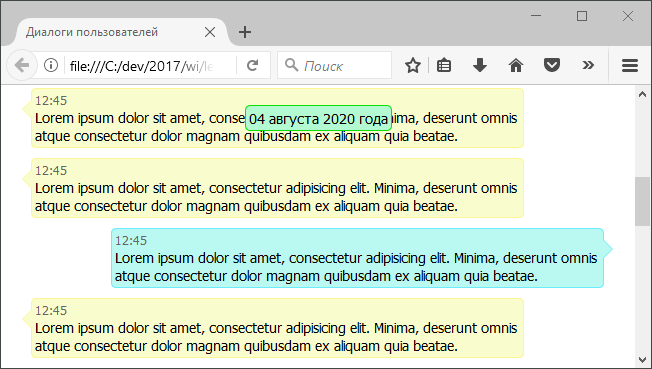 Диалоги пользователей
file:///C:/dev/2017/wi/le
Поиск
12:45
Lorem ipsum dolor sit amet, conse
04 августа 2020 года
nima, deserunt omnis
atque consectetur dolor magnam quibusdam ex aliquam quia beatae.
12:45
Lorem ipsum dolor sit amet, consectetur adipisicing elit. Minima, deserunt omnis
atque consectetur dolor magnam quibusdam ex aliquam quia beatae.
12:45
Lorem ipsum dolor sit amet, consectetur adipisicing elit. Minima, deserunt omnis
atque consectetur dolor magnam quibusdam ex aliquam quia beatae.
12:45
Lorem ipsum dolor sit amet, consectetur adipisicing elit. Minima, deserunt omnis
atque consectetur dolor magnam quibusdam ex aliquam quia beatae.